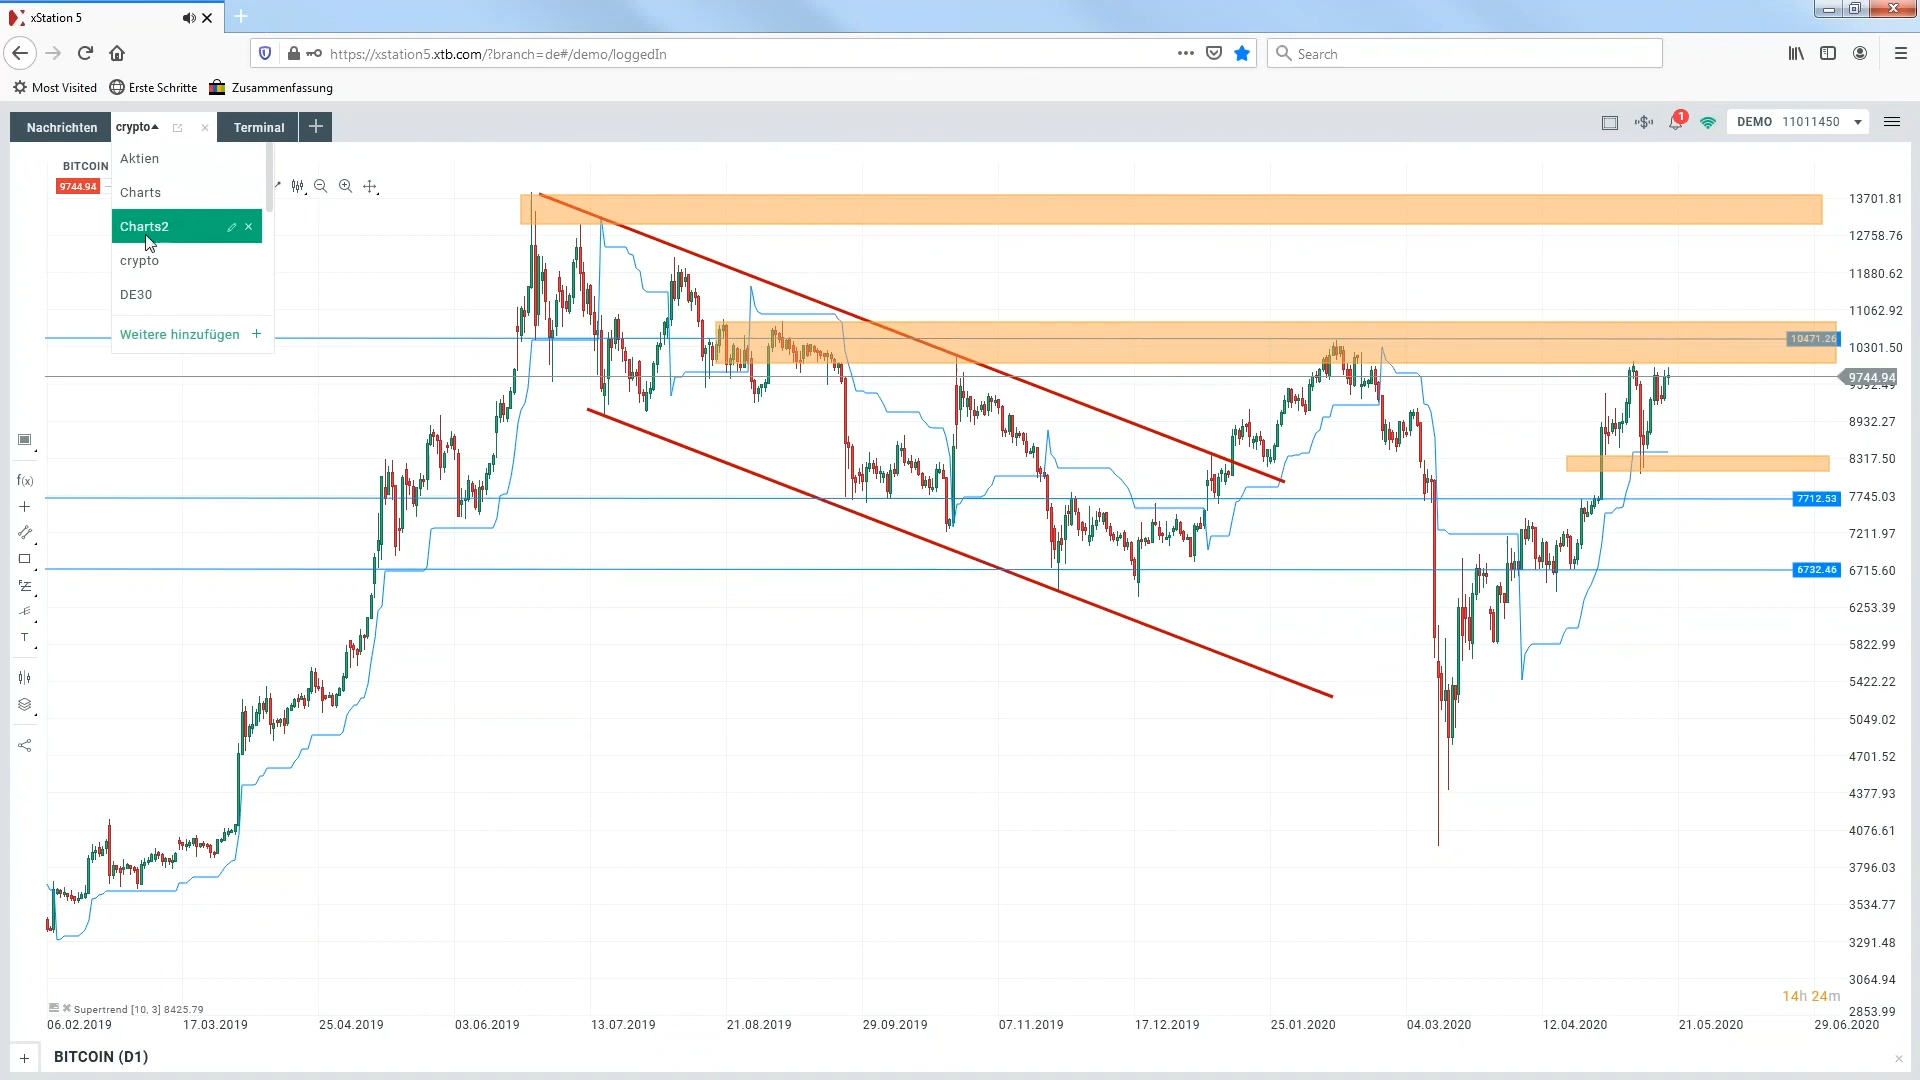 xStation 5
https://xstation5.xtb.com/?branch=de#/demo/loggedIn
Search
Most Visited
Erste Schritte
Zusammenfassung
Nachrichten
crypto
Terminal
1
DEMO 11011450
BITCOIN
9744.94
Aktien
Charts
Charts2
crypto
DE30
Weitere hinzufügen +
f(x)
T
13701.81
12758.76
11880.62
11062.92
10471.26
10301.50
9744.94
8932.27
8317.50
7745.03
7712.53
7211.97
6732.46
6715.60
6253.39
5822.99
5422.22
5049.02
4701.52
4377.93
4076.61
3796.03
3534.77
3291.48
3064.94
2853.99
14h 24m
Supertrend [10, 3] 8425.79
06.02.2019
17.03.2019
25.04.2019
03.06.2019
13.07.2019
21.08.2019
29.09.2019
07.11.2019
17.12.2019
25.01.2020
04.03.2020
12.04.2020
21.05.2020
29.06.2020
BITCOIN (D1)